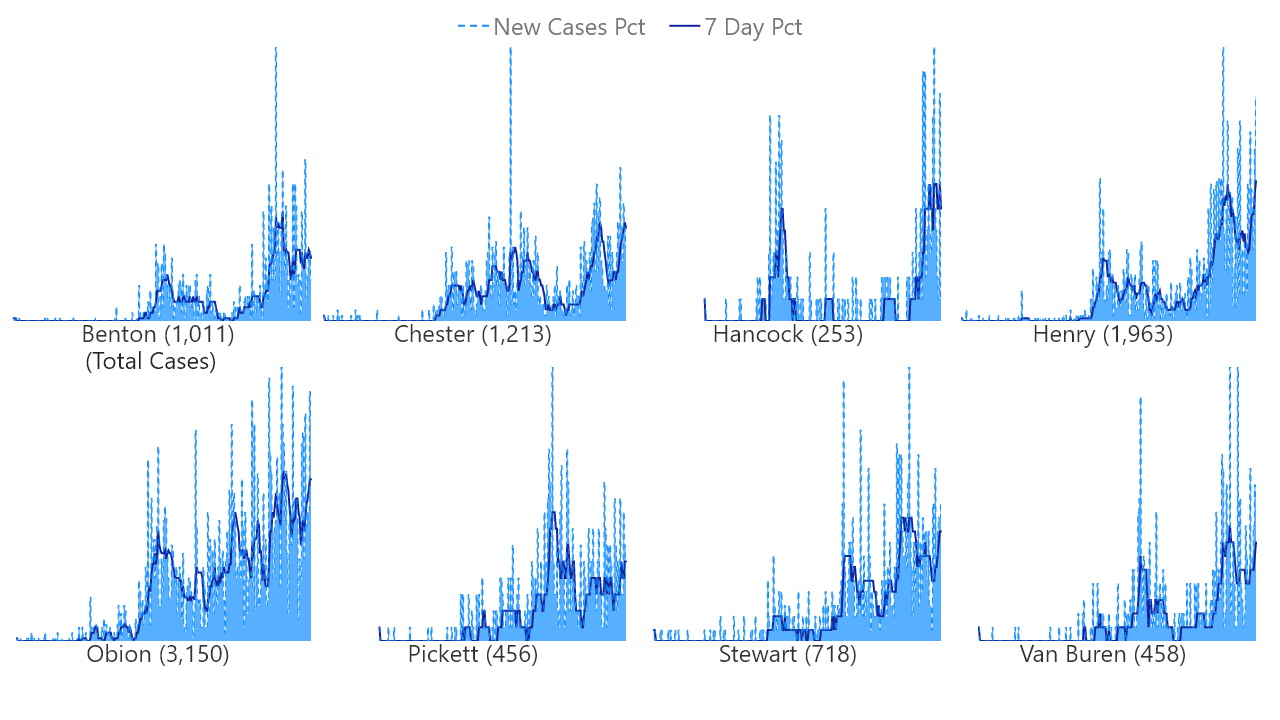 New Cases Pct 7 Day Pct
Benton (1,011)
(Total Cases)
Chester (1,213)
Hancock (253)
Henry (1,963)
Obion (3,150)
Pickett (456)
Stewart (718)
Van Buren (458)